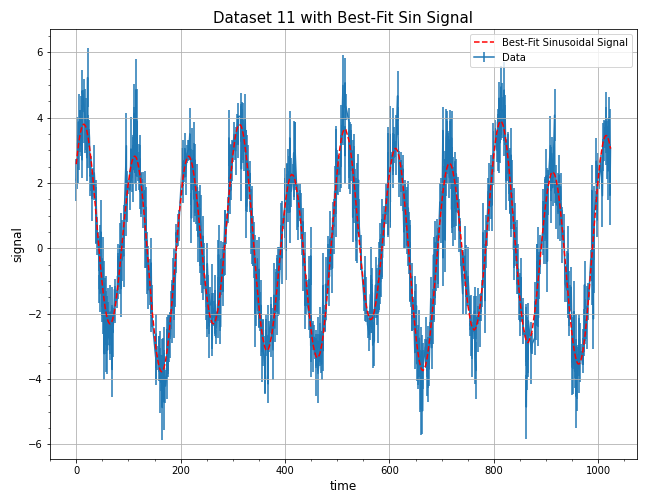 Dataset 11 with Best-Fit Sin Signal
Best-Fit Sinusoidal Signal
Data
signal
6
4
2
0
−2
−4
−6
0 200 400 600 800 1000
time